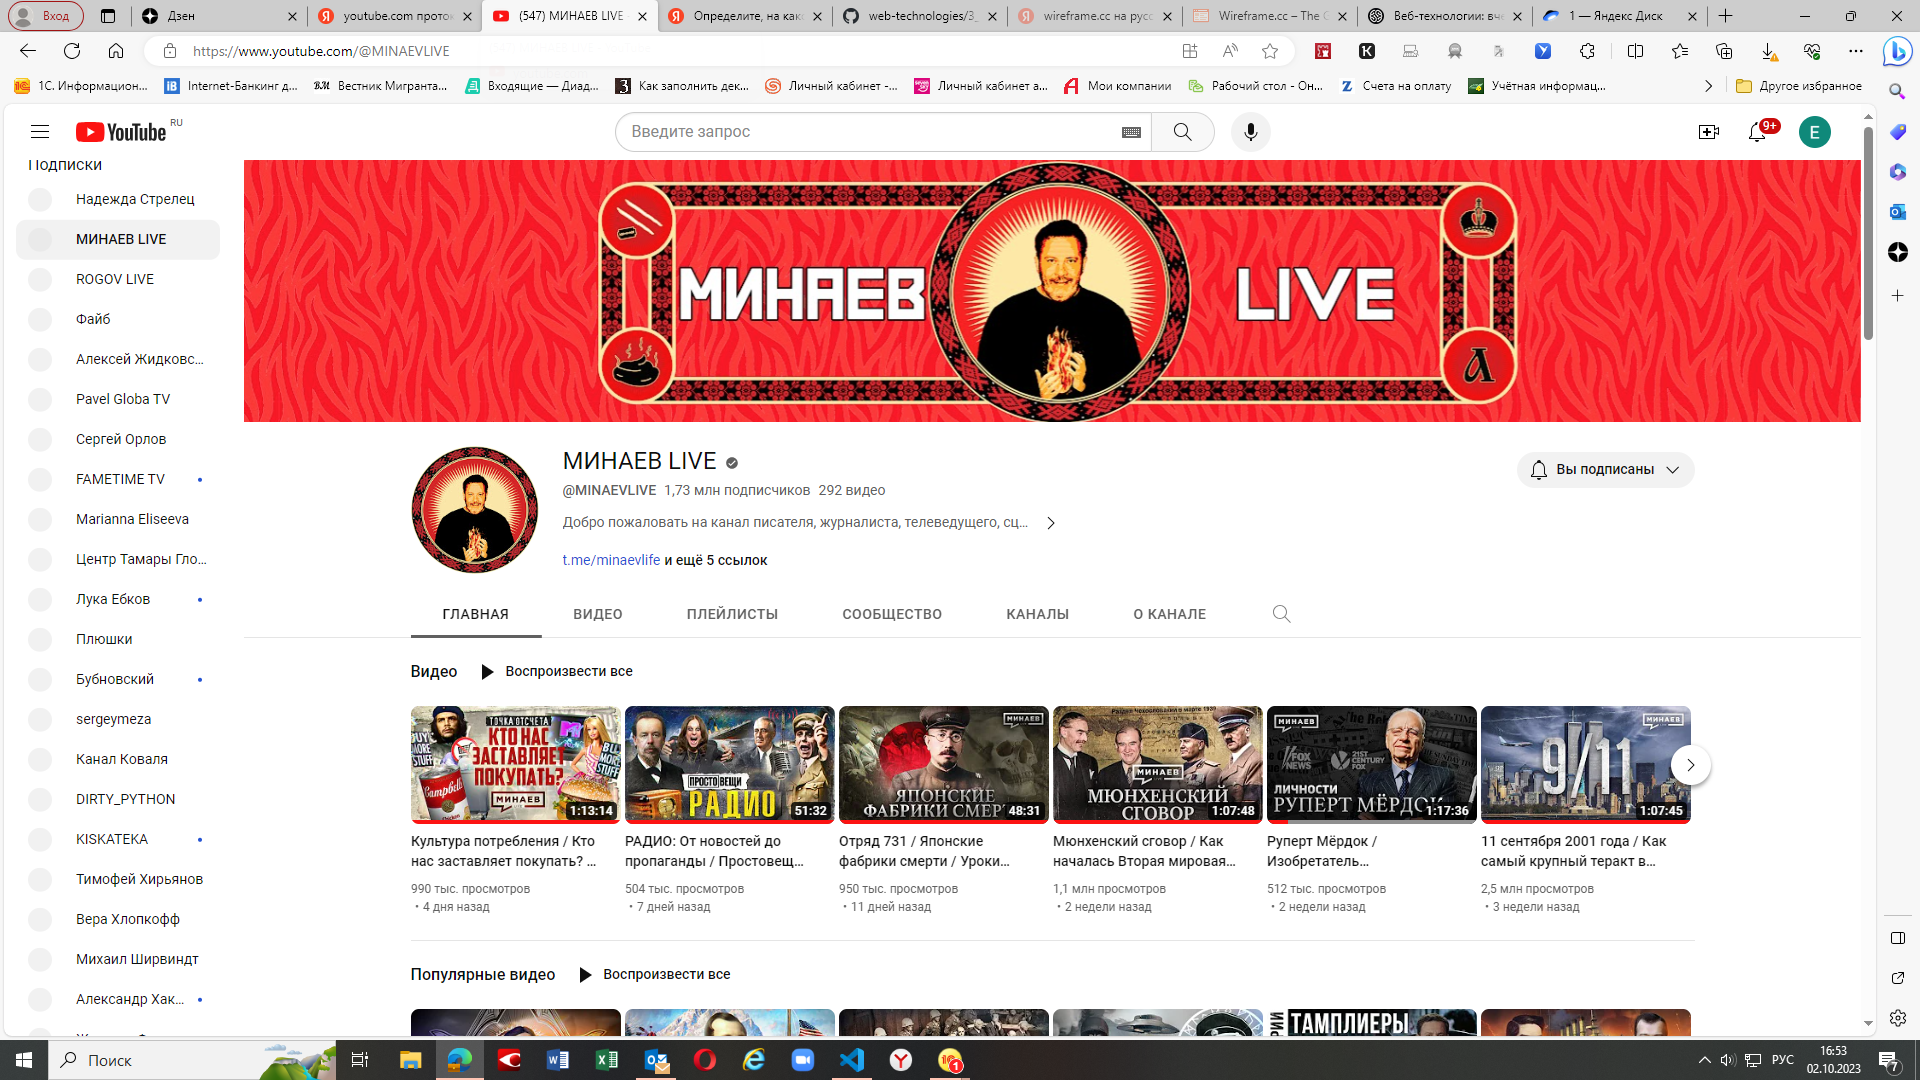 Вход
Дзен
youtube.com прото
(547) МИНАЕВ LIVE
Определите, на как
web-technologies/3_
wireframe.cc на русс
Wireframe.cc – The G
Веб-технологии: вче
1 — Яндекс Диск
https://www.youtube.com/@MINAEVLIVE
1С. Информацион...
Internet-Банкинг д...
ВМ Вестник Мигранта...
Входящие — Диад...
Как заполнить дек...
Личный кабинет -...
Личный кабинет а...
Мои компании
Рабочий стол - Он...
Счета на оплату
Учётная информац...
Другое избранное
YouTube RU
Введите запрос
9+
E
Подписки
Надежда Стрелец
МИНАЕВ LIVE
ROGOV LIVE
Файб
Алексей Жидковс...
Pavel Globa TV
Сергей Орлов
FAMETIME TV
Marianna Eliseeva
Центр Тамары Гло...
Лука Ебков
Плюшки
Бубновский
sergeymeza
Канал Коваля
DIRTY_PYTHON
KISKATEKA
Тимофей Хирьянов
Вера Хлопкофф
Михаил Ширвиндт
Александр Хак...
МИНАЕВ LIVE
МИНАЕВ LIVE
@MINAEVLIVE 1,73 млн подписчиков 292 видео
Добро пожаловать на канал писателя, журналиста, телеведущего, сц...
t.me/minaevlife и ещё 5 ссылок
Вы подписаны
ГЛАВНАЯ ВИДЕО ПЛЕЙЛИСТЫ СООБЩЕСТВО КАНАЛЫ О КАНАЛЕ
Видео Воспроизвести все
ТОЧКА ОТСЧЕТА
КТО НАС
ЗАСТАВЛЯЕТ
ПОКУПАТЬ?
BUY
MORE
STUFF
Campbell's
МИНАЕВ
1:13:14
ПРОСТО ВЕЩИ
РАДИО
51:32
МИНАЕВ
ЯПОНСКИЕ
ФАБРИКИ СМЕРТ
48:31
МИНАЕВ
МЮНХЕНСКИЙ
СГОВОР
1:07:48
МИНАЕВ
FOX
NEWS
21ST
CENTURY
FOX
ЛИЧНОСТИ
РУПЕРТ МЁРДОК
1:17:36
МИНАЕВ
9/11
1:07:45
Культура потребления / Кто
нас заставляет покупать? ...
990 тыс. просмотров
• 4 дня назад
РАДИО: От новостей до
пропаганды / Простовещ...
504 тыс. просмотров
• 7 дней назад
Отряд 731 / Японские
фабрики смерти / Уроки...
950 тыс. просмотров
• 11 дней назад
Мюнхенский сговор / Как
началась Вторая мировая...
1,1 млн просмотров
• 2 недели назад
Руперт Мёрдок /
Изобретатель...
512 тыс. просмотров
• 2 недели назад
11 сентября 2001 года / Как
самый крупный теракт в...
2,5 млн просмотров
• 3 недели назад
Популярные видео Воспроизвести все
ТАМПЛИЕРЫ
Поиск
РУС
16:53
02.10.2023
7